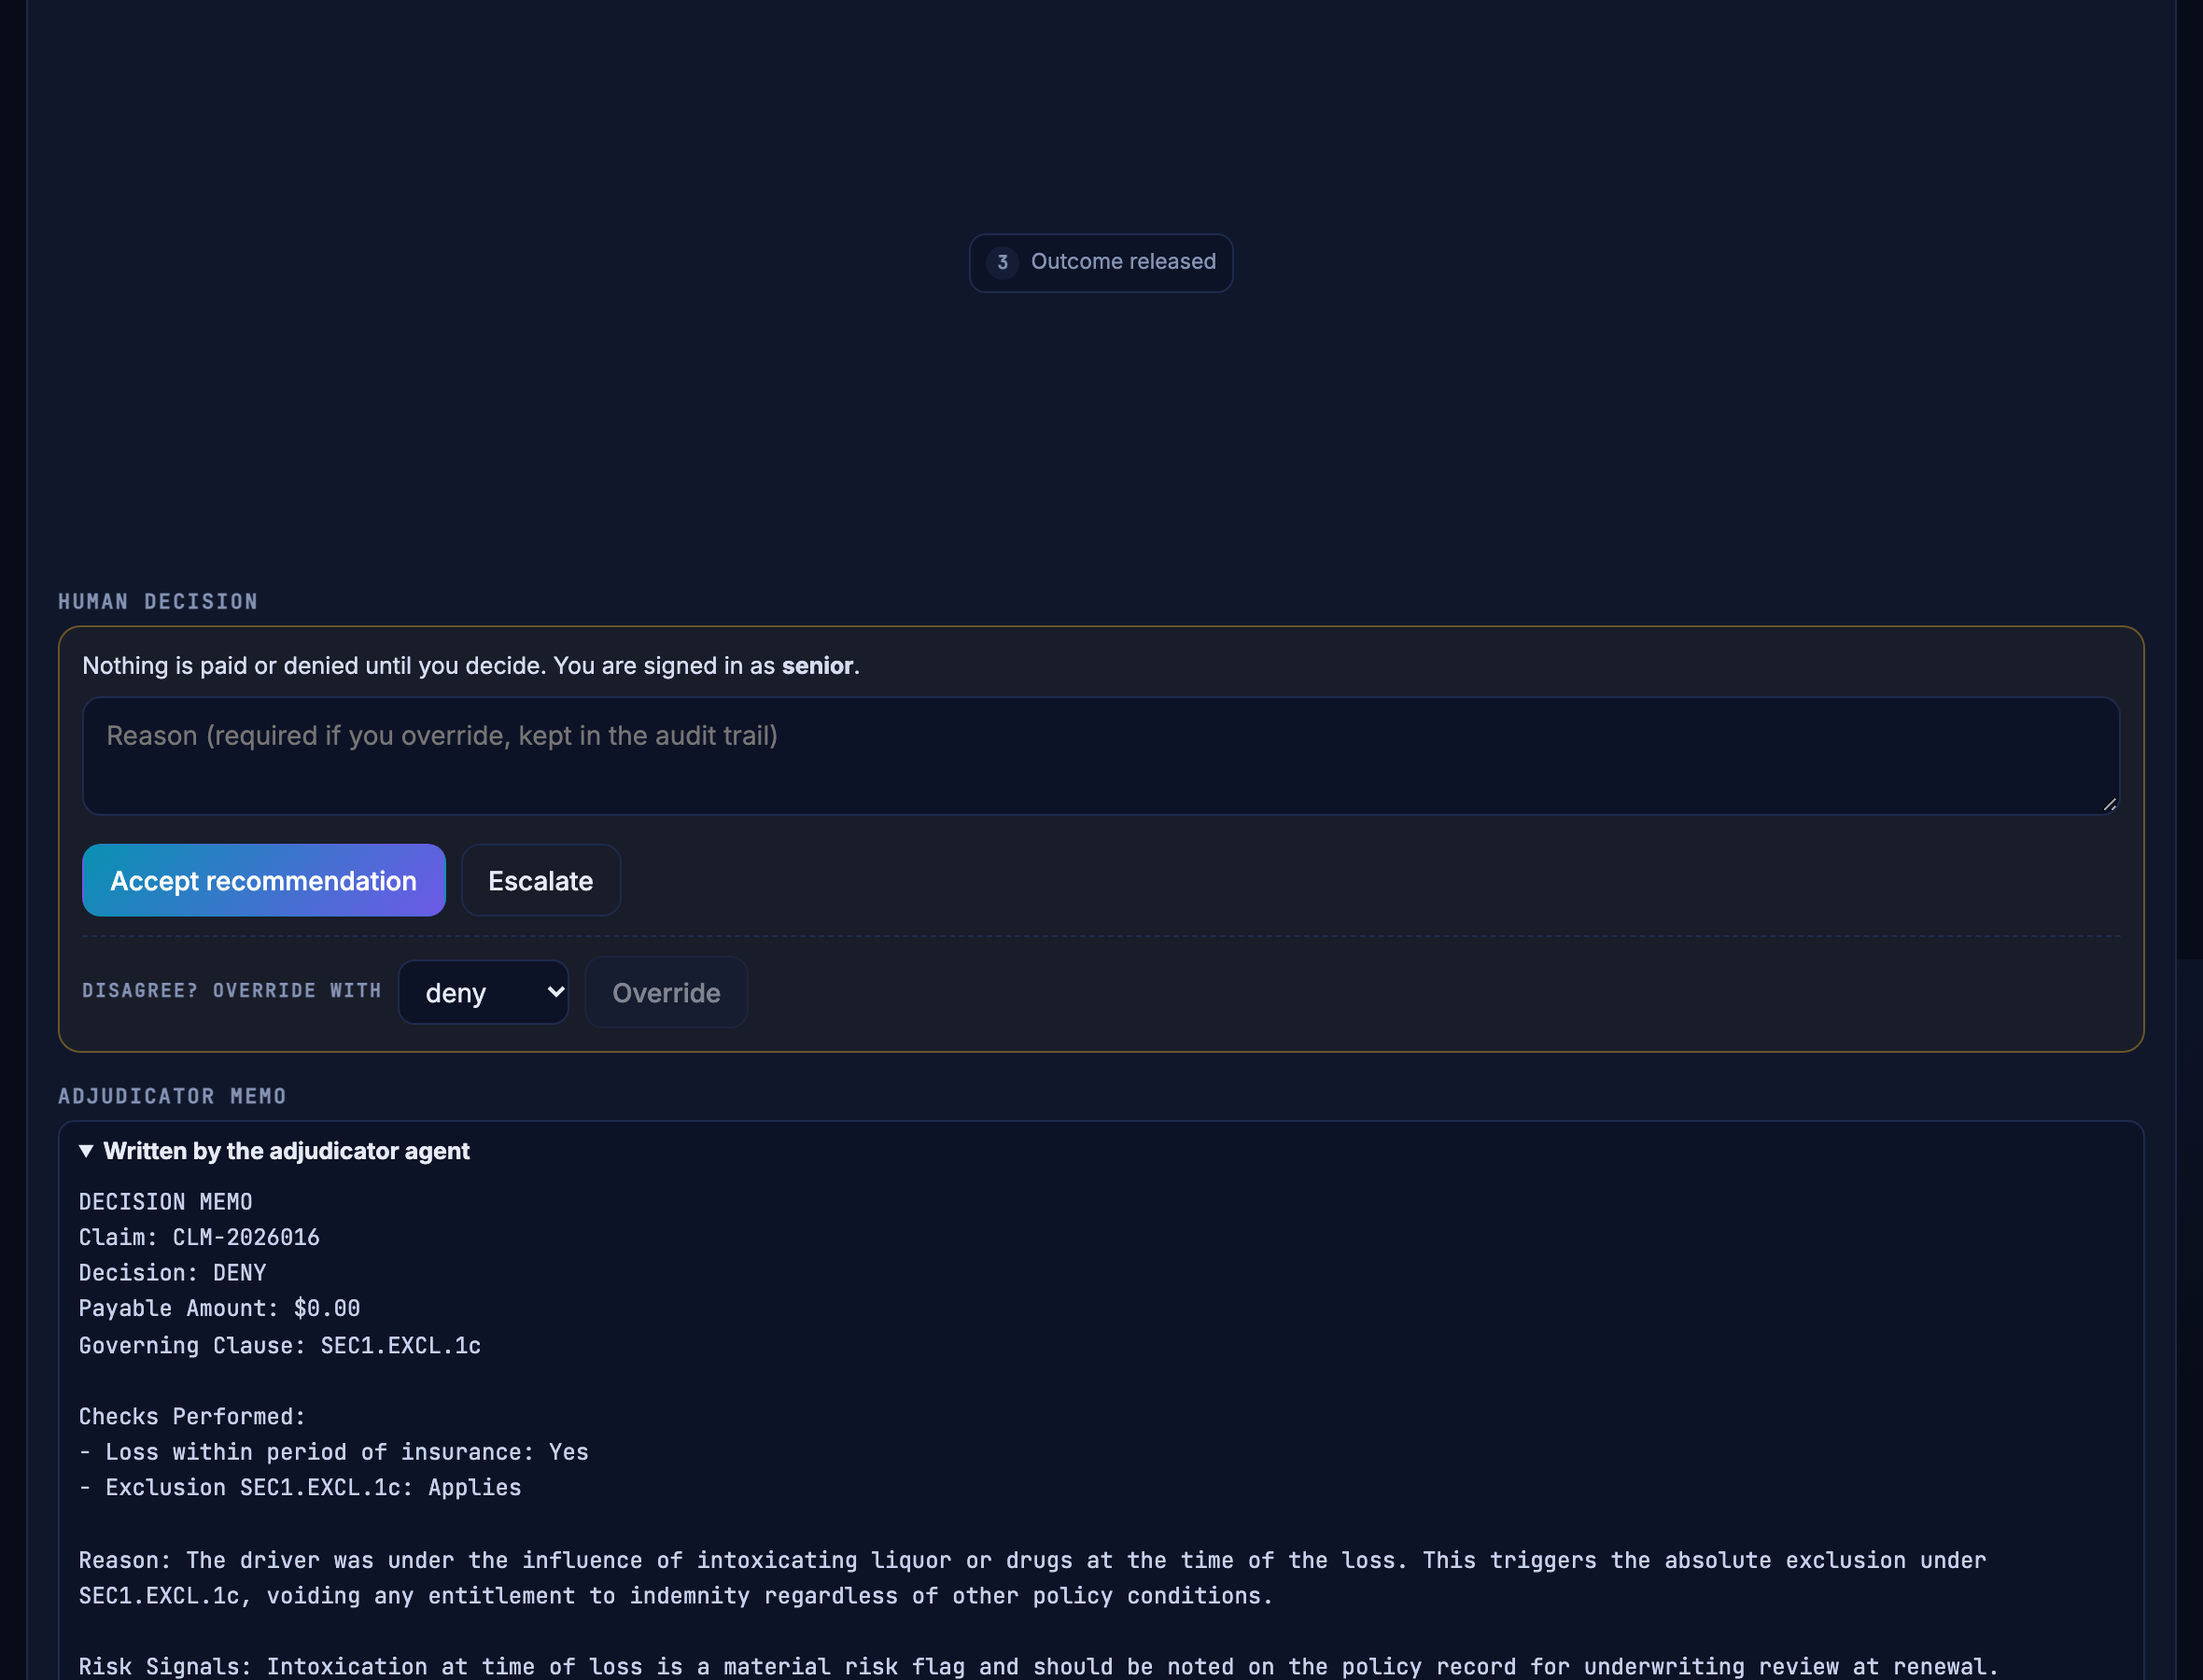 3 Outcome released
HUMAN DECISION
Nothing is paid or denied until you decide. You are signed in as senior.
Reason (required if you override, kept in the audit trail)
Accept recommendation Escalate
DISAGREE? OVERRIDE WITH deny Override
ADJUDICATOR MEMO
▼ Written by the adjudicator agent
DECISION MEMO
Claim: CLM-2026016
Decision: DENY
Payable Amount: $0.00
Governing Clause: SEC1.EXCL.1c
Checks Performed:
- Loss within period of insurance: Yes
- Exclusion SEC1.EXCL.1c: Applies
Reason: The driver was under the influence of intoxicating liquor or drugs at the time of the loss. This triggers the absolute exclusion under
SEC1.EXCL.1c, voiding any entitlement to indemnity regardless of other policy conditions.
Risk Signals: Intoxication at time of loss is a material risk flag and should be noted on the policy record for underwriting review at renewal.